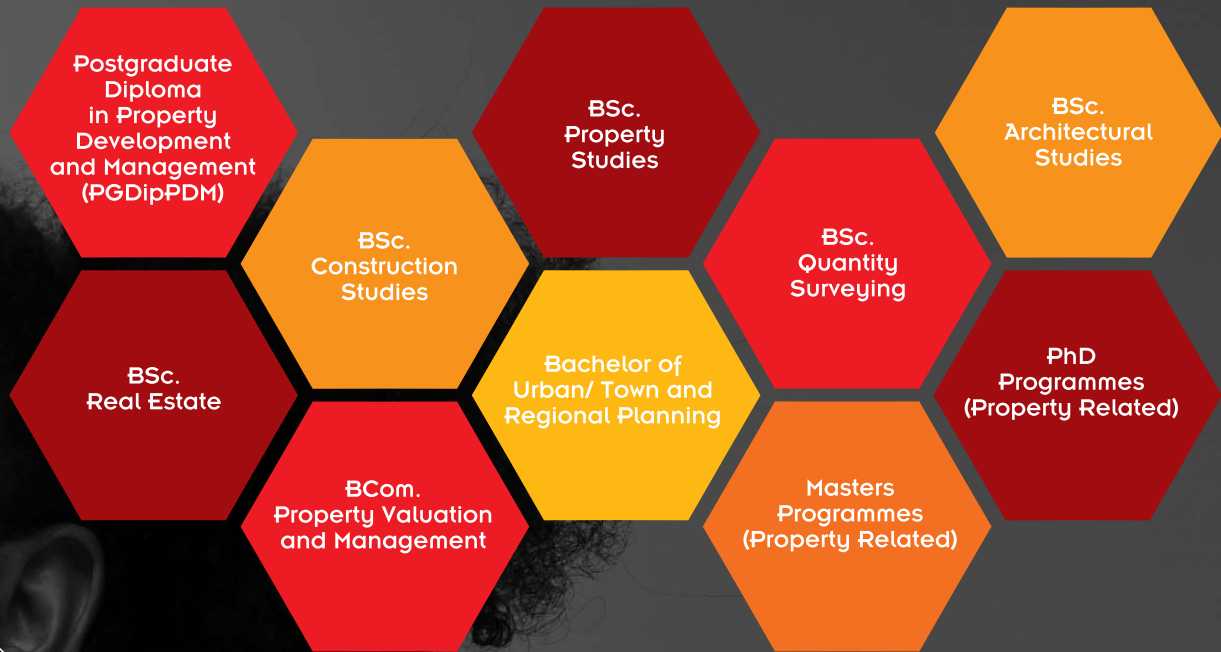 Postgraduate
Diploma
in Property
Development
and Management
(PGDipPDM)
BSc.
Property
Studies
BSc.
Architectural
Studies
BSc.
Construction
Studies
BSc.
Quantity
Surveying
BSc.
Real Estate
Bachelor of
Urban/ Town and
Regional Planning
PhD
Programmes
(Property Related)
BCom.
Property Valuation
and Management
Masters
Programmes
(Property Related)